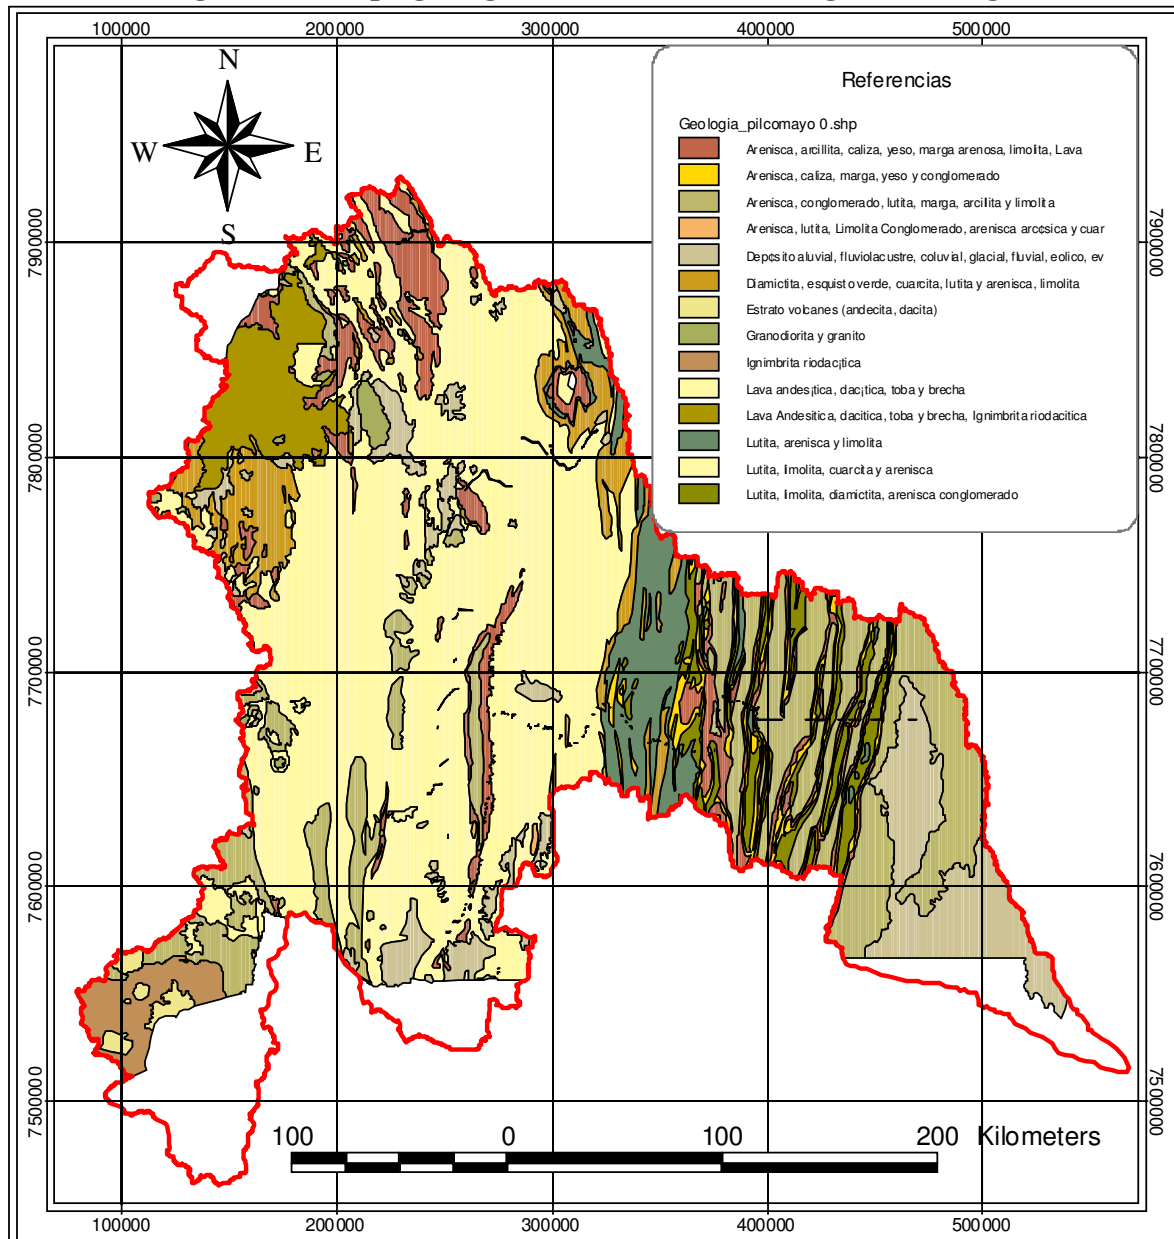 100000 200000 300000 400000 500000
N
W E
S
Referencias
Geologia_pilcomayo 0.shp
Arenisca, arcillita, caliza, yeso, marga arenosa, limolita, Lava
Arenisca, caliza, marga, yeso y conglomerado
Arenisca, conglomerado, lutita, marga, arcillita y limolita
Arenisca, lutita, Limolita Conglomerado, arenisca arc¢sica y cuar
Dep¢sito aluvial, fluviolacustre, coluvial, glacial, fluvial, eolico, ev
Diamictita, esquisto verde, cuarcita, lutita y arenisca, limolita
Estrato volcanes (andecita, dacita)
Granodiorita y granito
Ignimbrita riodac¡tica
Lava andes¡tica, dac¡tica, toba y brecha
Lava Andesitica, dacitica, toba y brecha, Ignimbrita riodacitica
Lutita, arenisca y limolita
Lutita, limolita, cuarcita y arenisca
Lutita, limolita, diamictita, arenisca conglomerado
7900000 7900000
7800000 7800000
7700000 7700000
7600000 7600000
7500000 7500000
100 0 100 200 Kilometers
100000 200000 300000 400000 500000